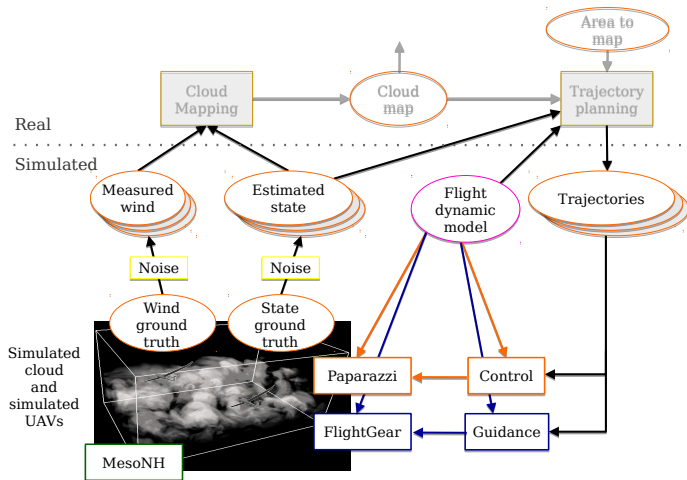 Area to
map
Cloud
Mapping
Cloud
map
Trajectory
planning
Real
Simulated
Measured
wind
Estimated
state
Flight
dynamic
model
Trajectories
Noise
Noise
Wind
ground
truth
State
ground
truth
Simulated
cloud
and
simulated
UAVs
Paparazzi
Control
FlightGear
Guidance
MesoNH